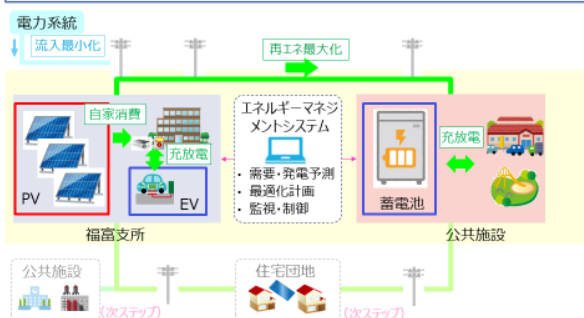 電力系統
流入最小化
再エネ最大化
自家消費
充放電
PV
EV
エネルギーマネジ
メントシステム
・ 需要・発電予測
・ 最適化計画
・ 監視・制御
蓄電池
充放電
福富支所
公共施設
公共施設
(次ステップ)
住宅団地
(次ステップ)